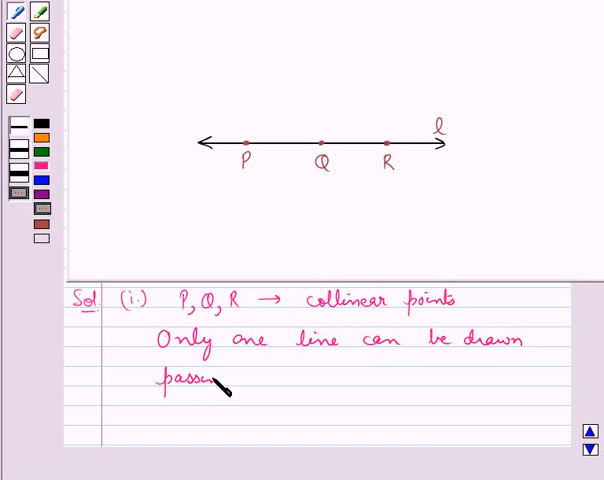 l
P Q R
Sol. (i.) P, Q, R → collinear points
Only one line can be drawn